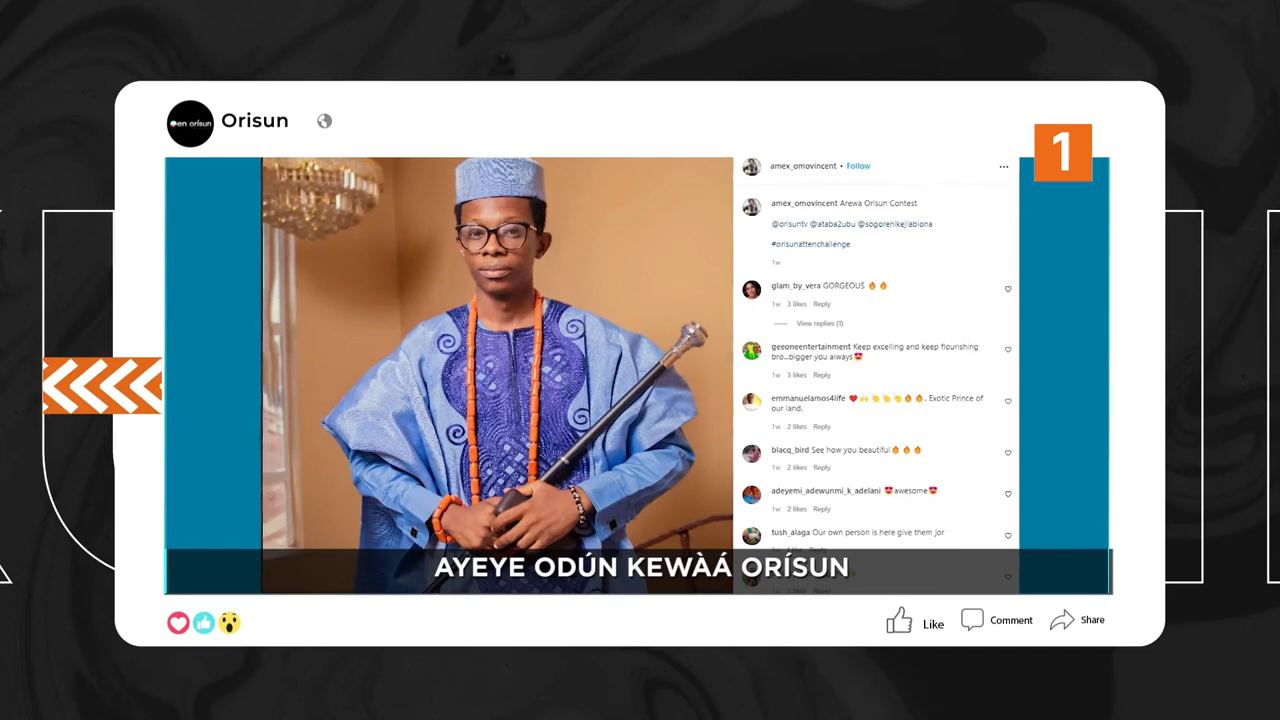 en orísun
Orisun
1
amex_omovincent • Follow
amex_omovincent Arewa Orisun Contest
@orisuntv @ataba2ubu @sogorenikejiabiona
#orisunattenchallenge
1w
glam_by_vera GORGEOUS 🔥🔥
1w 3 likes Reply
View replies (1)
geeoneentertainment Keep excelling and keep flourishing
bro...bigger you always😍
1w 3 likes Reply
emmanuelamos4life ❤️🙌👏👏👏🔥🔥. Exotic Prince of
our land.
1w 2 likes Reply
blacq_bird See how you beautiful🔥🔥🔥
1w 2 likes Reply
adeyemi_adewunmi_k_adelani 😍awesome😍
1w 2 likes Reply
tush_alaga Our own person is here give them jor
AYEYE ODÚN KEWÀÁ ORÍSUN
Like
Comment
Share